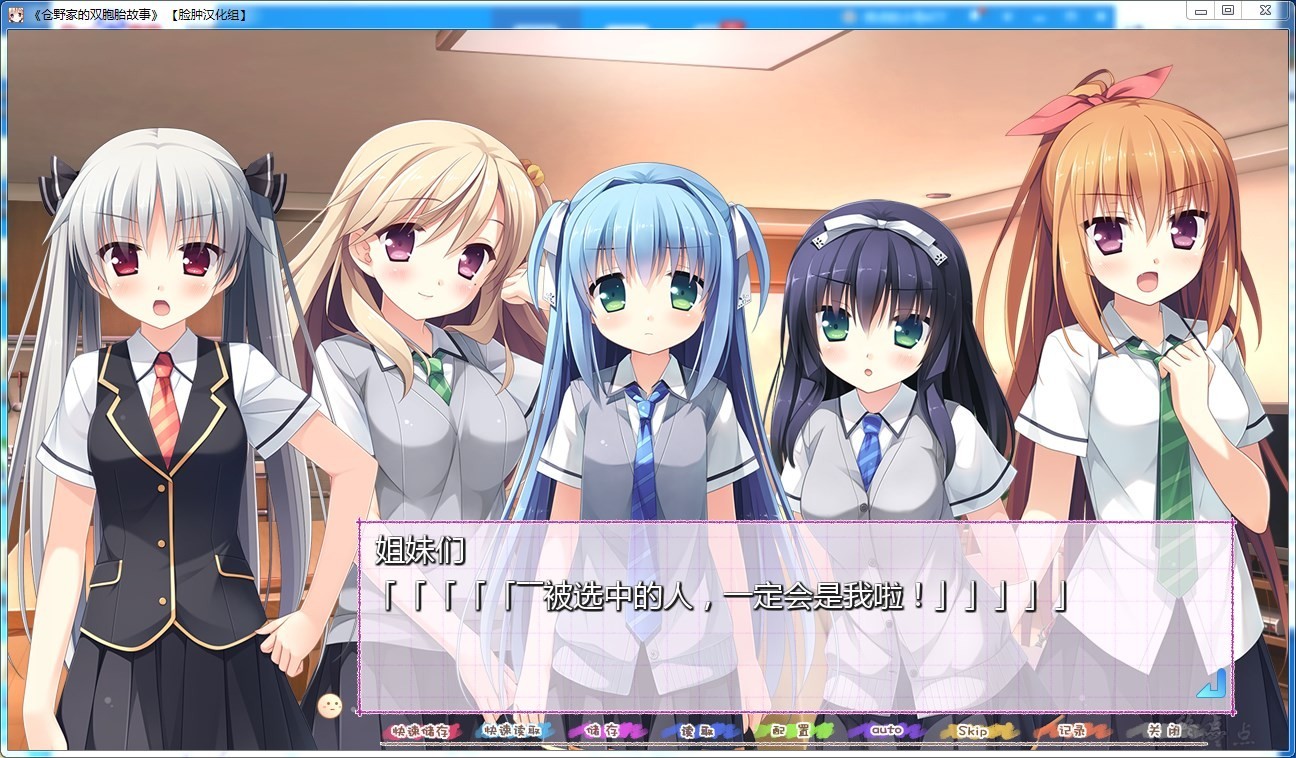 《仓野家的双胞胎故事》 【脸肿汉化组】
姐妹们
「「「「「――被选中的人，一定会是我啦！」」」」」
快速储存 快速读取 储存 读取 配置 auto Skip 记录 关闭